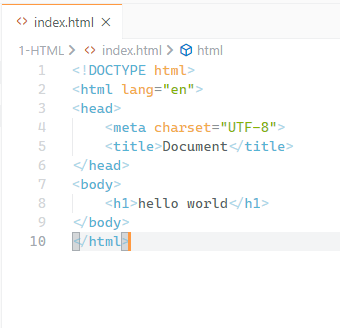 index.html ×
1-HTML > index.html > html
1 <!DOCTYPE html>
2 <html lang="en">
3 <head>
4     <meta charset="UTF-8">
5     <title>Document</title>
6 </head>
7 <body>
8     <h1>hello world</h1>
9 </body>
10 </html>